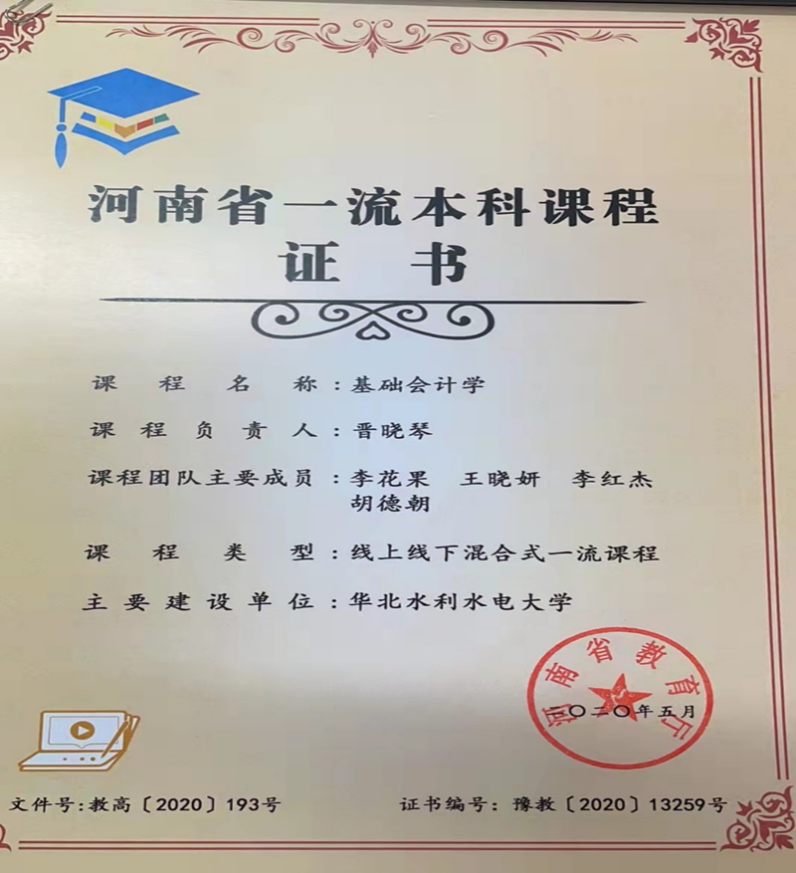 河南省一流本科课程
证书
课程名称：基础会计学
课程负责人：晋晓琴
课程团队主要成员：李花果 王晓妍 李红杰
胡德朝
课程类型：线上线下混合式一流课程
主要建设单位：华北水利水电大学
河南省教育厅
二〇二〇年五月
文件号：教高〔2020〕193号
证书编号：豫教〔2020〕13259号